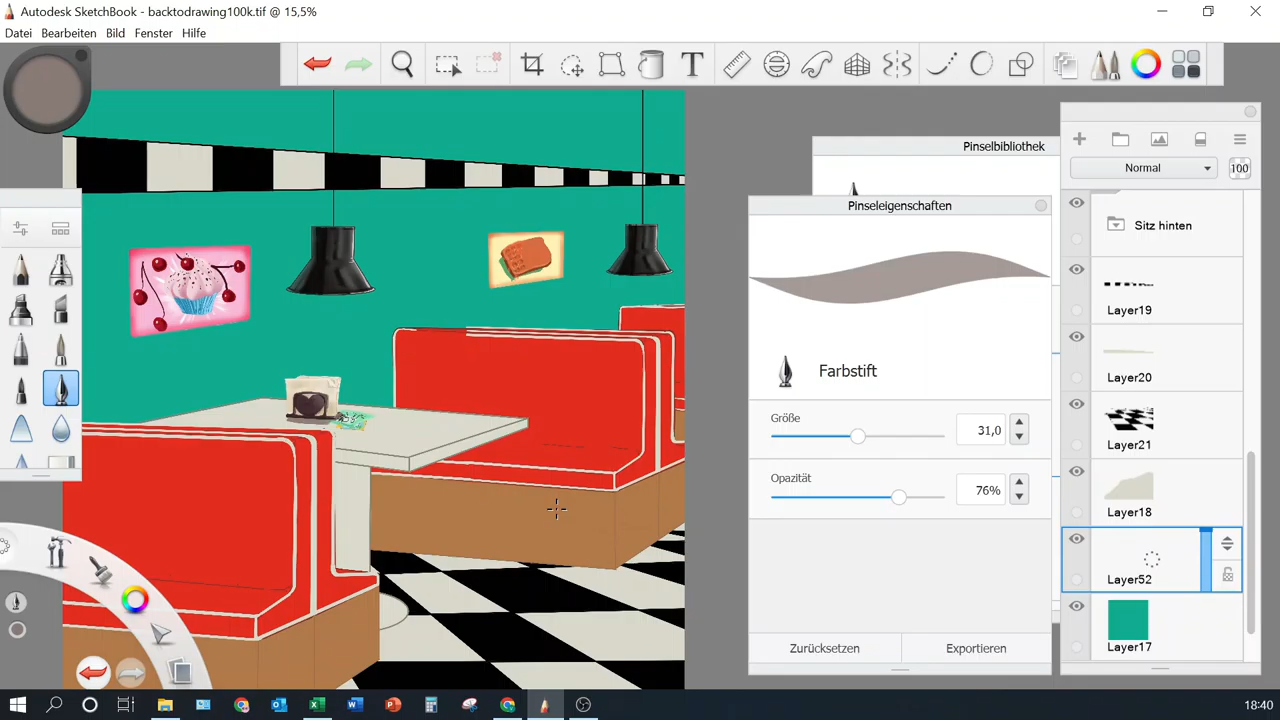 Autodesk SketchBook - backtodrawing100k.tif @ 15,5%
Datei Bearbeiten Bild Fenster Hilfe
T
Pinselbibliothek
Pinseleigenschaften
Farbstift
Größe
31,0
Opazität
76%
Zurücksetzen Exportieren
Normal
100
Sitz hinten
Layer19
Layer20
Layer21
Layer18
Layer52
Layer17
18:40